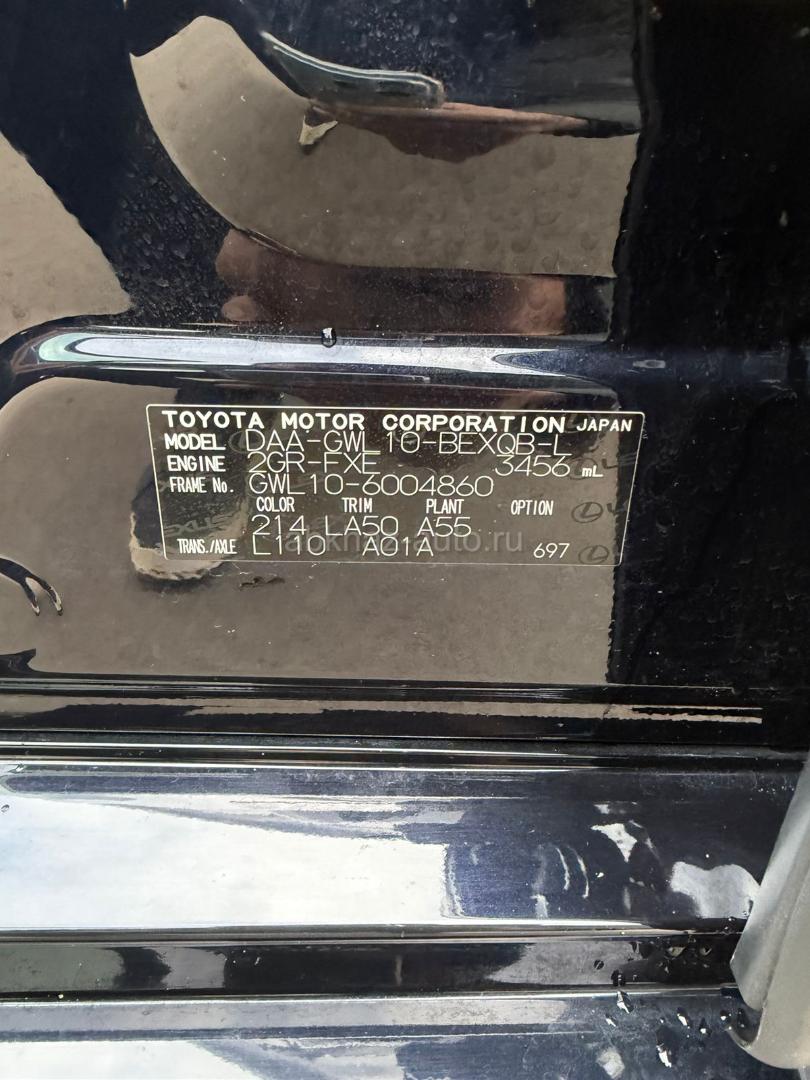 TOYOTA MOTOR CORPORATION JAPAN
MODEL DAA-GWL10-BEXQB-L
ENGINE 2GR-FXE 3456 mL
FRAME No. GWL10-6004860
COLOR TRIM PLANT OPTION
214 LA50 A55
TRANS./AXLE L110 A01A 697